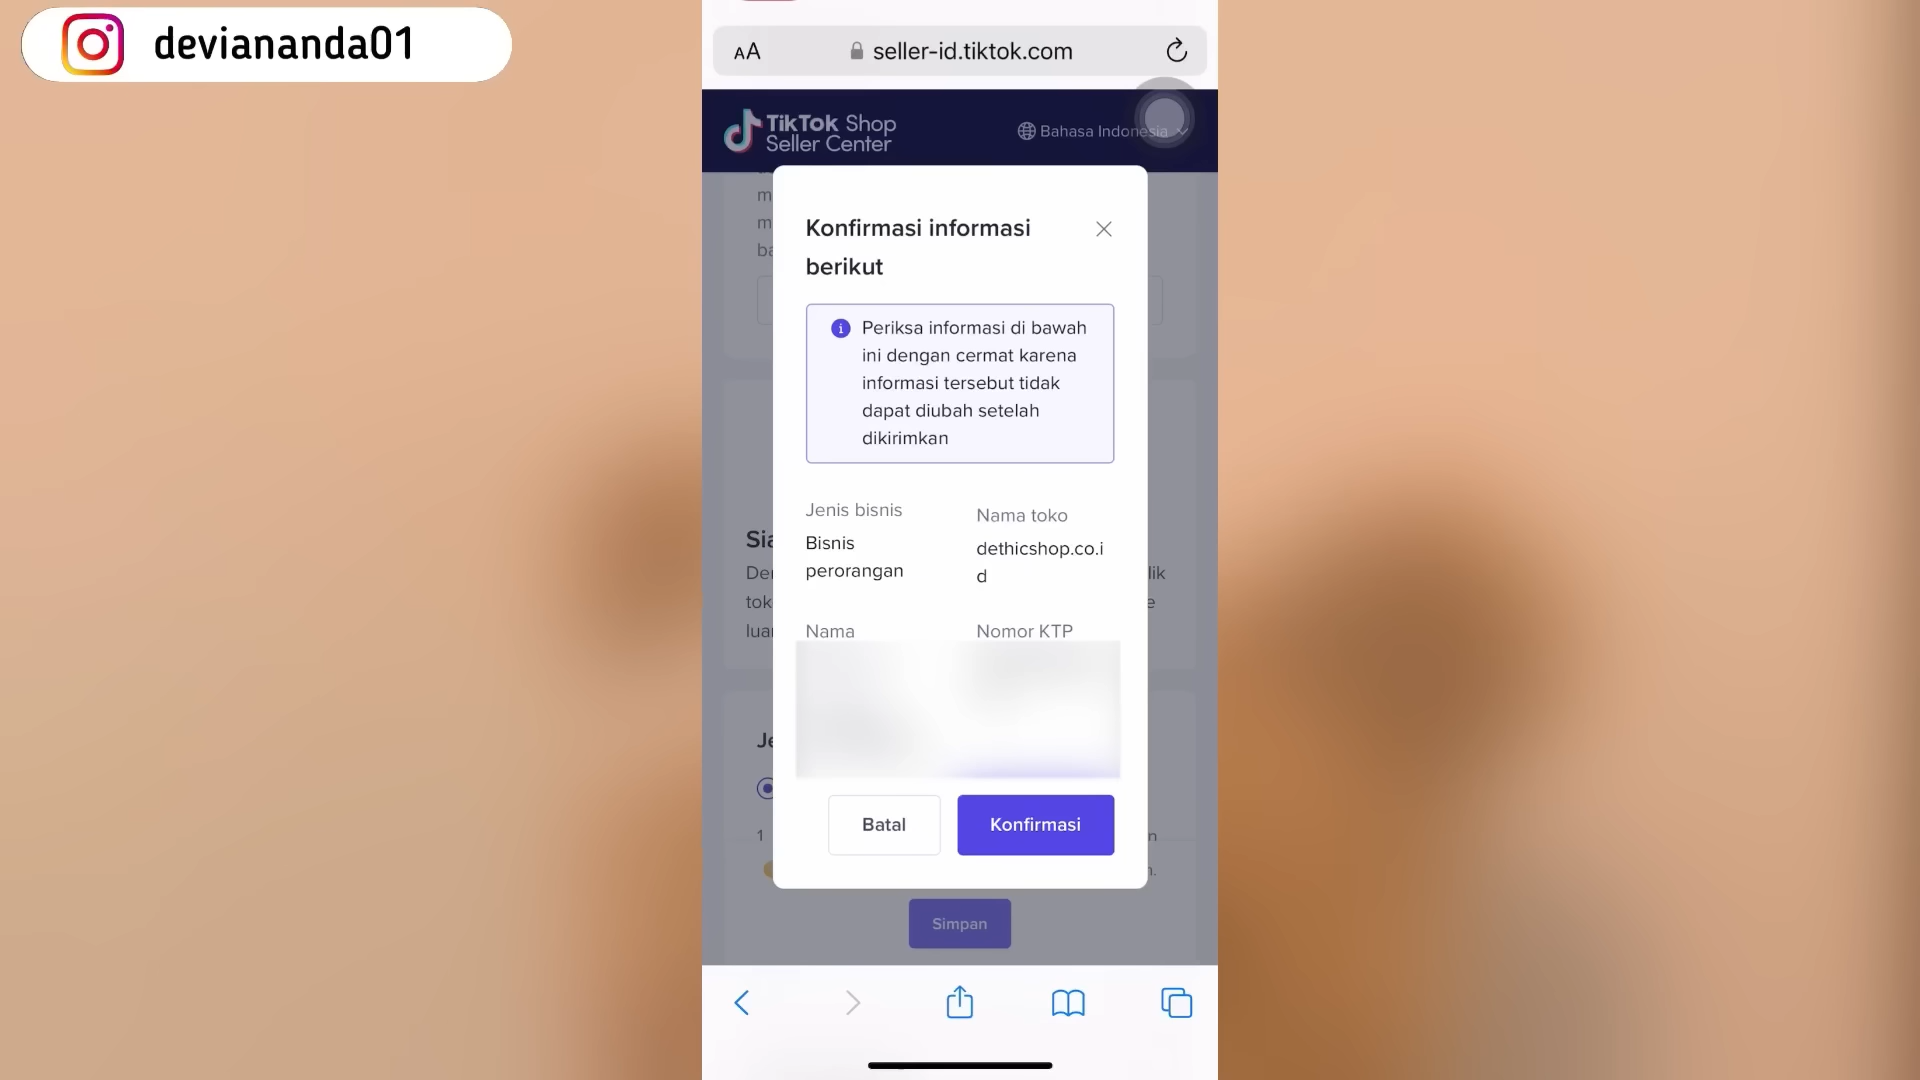 deviananda01
AA seller-id.tiktok.com
TikTok Shop
Seller Center
Bahasa Indonesia
Konfirmasi informasi
berikut
Periksa informasi di bawah
ini dengan cermat karena
informasi tersebut tidak
dapat diubah setelah
dikirimkan
Jenis bisnis
Bisnis
perorangan
Nama toko
dethicshop.co.i
d
Nama
Nomor KTP
Batal
Konfirmasi
1
Simpan